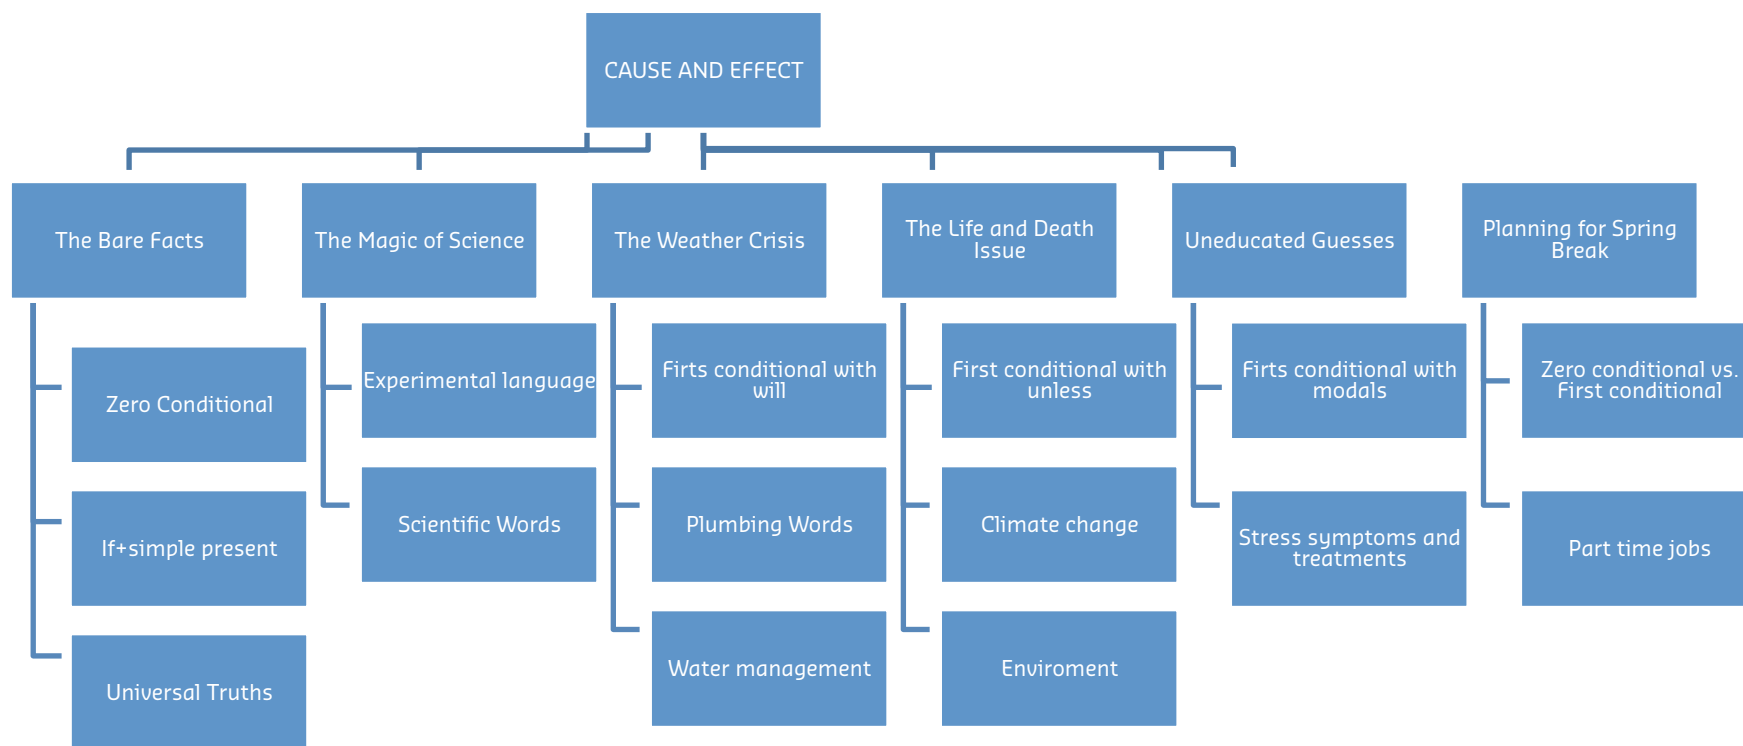 CAUSE AND EFFECT
The Bare Facts
Zero Conditional
If+simple present
Universal Truths
The Magic of Science
Experimental language
Scientific Words
The Weather Crisis
Firts conditional with
will
Plumbing Words
Water management
The Life and Death
Issue
First conditional with
unless
Climate change
Enviroment
Uneducated Guesses
Firts conditional with
modals
Stress symptoms and
treatments
Planning for Spring
Break
Zero conditional vs.
First conditional
Part time jobs